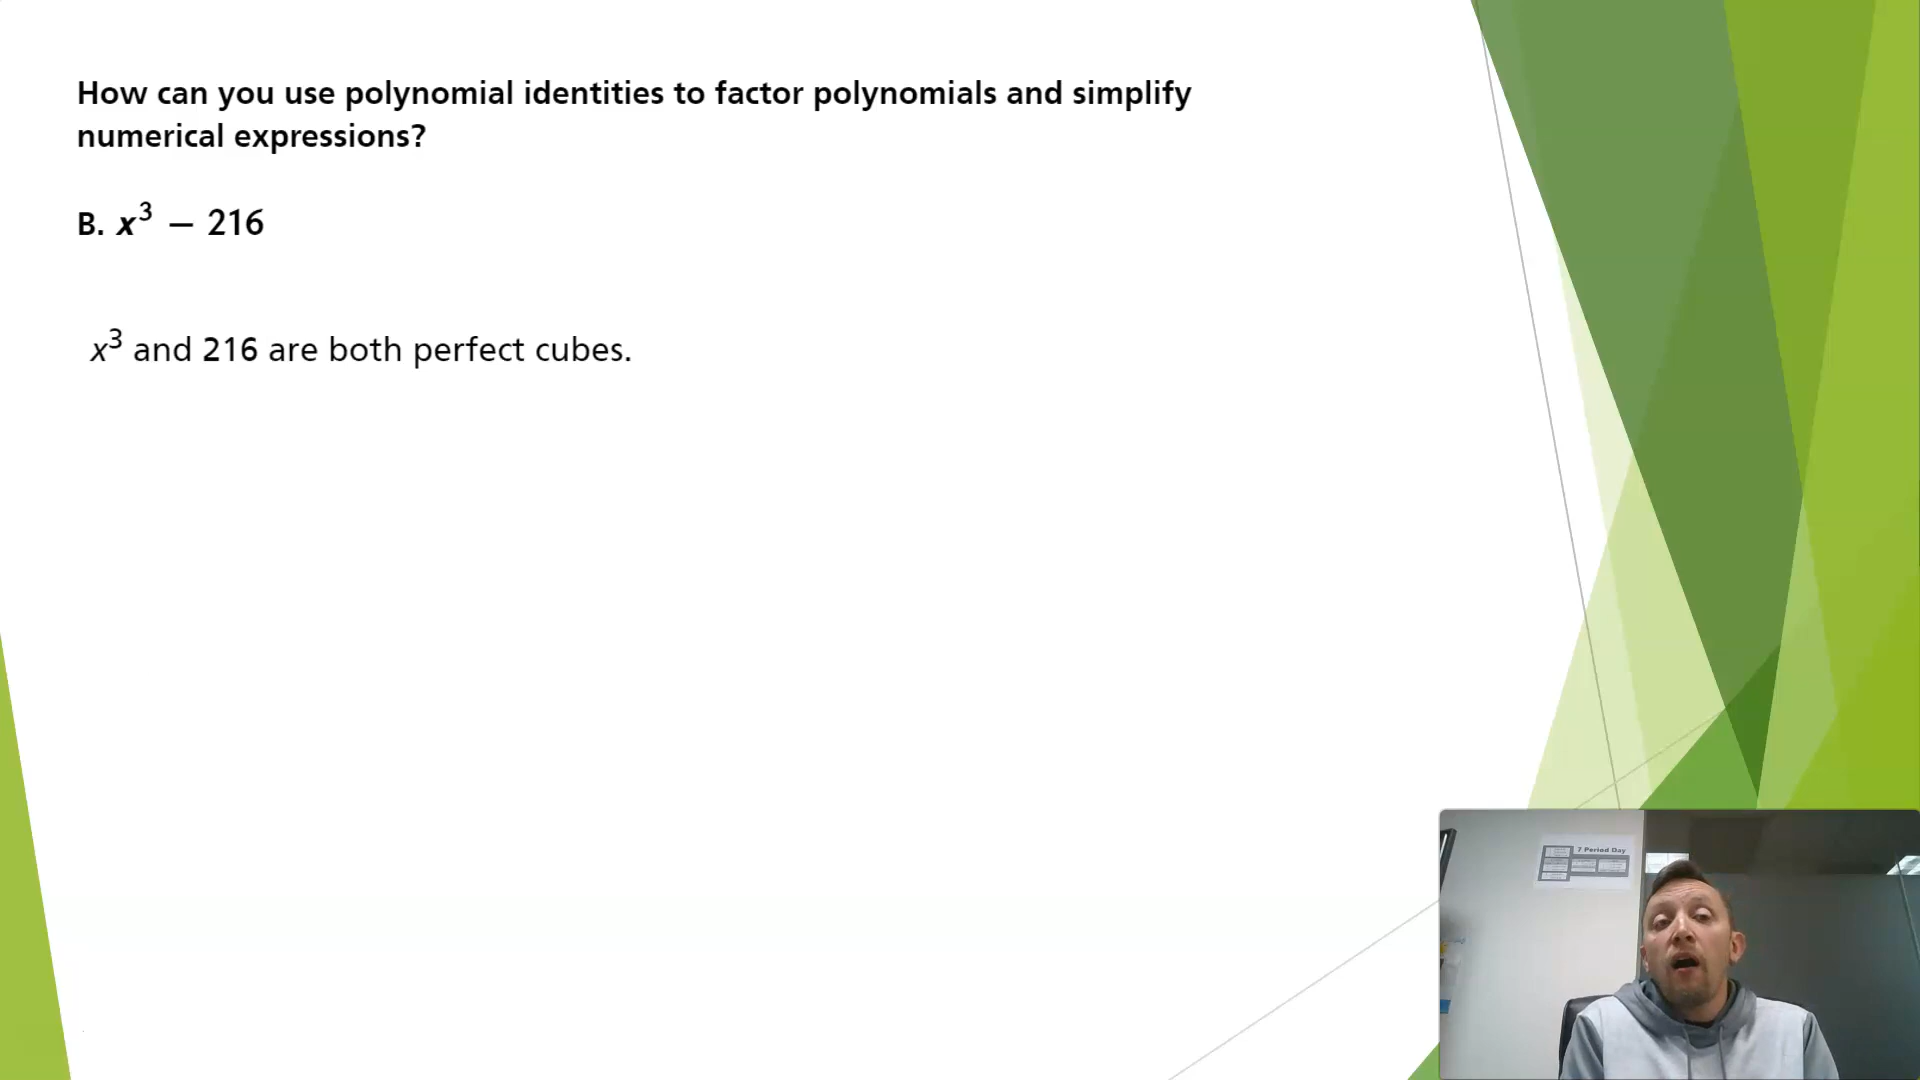 How can you use polynomial identities to factor polynomials and simplify
numerical expressions?
B. x³ − 216
x³ and 216 are both perfect cubes.
7 Period Day